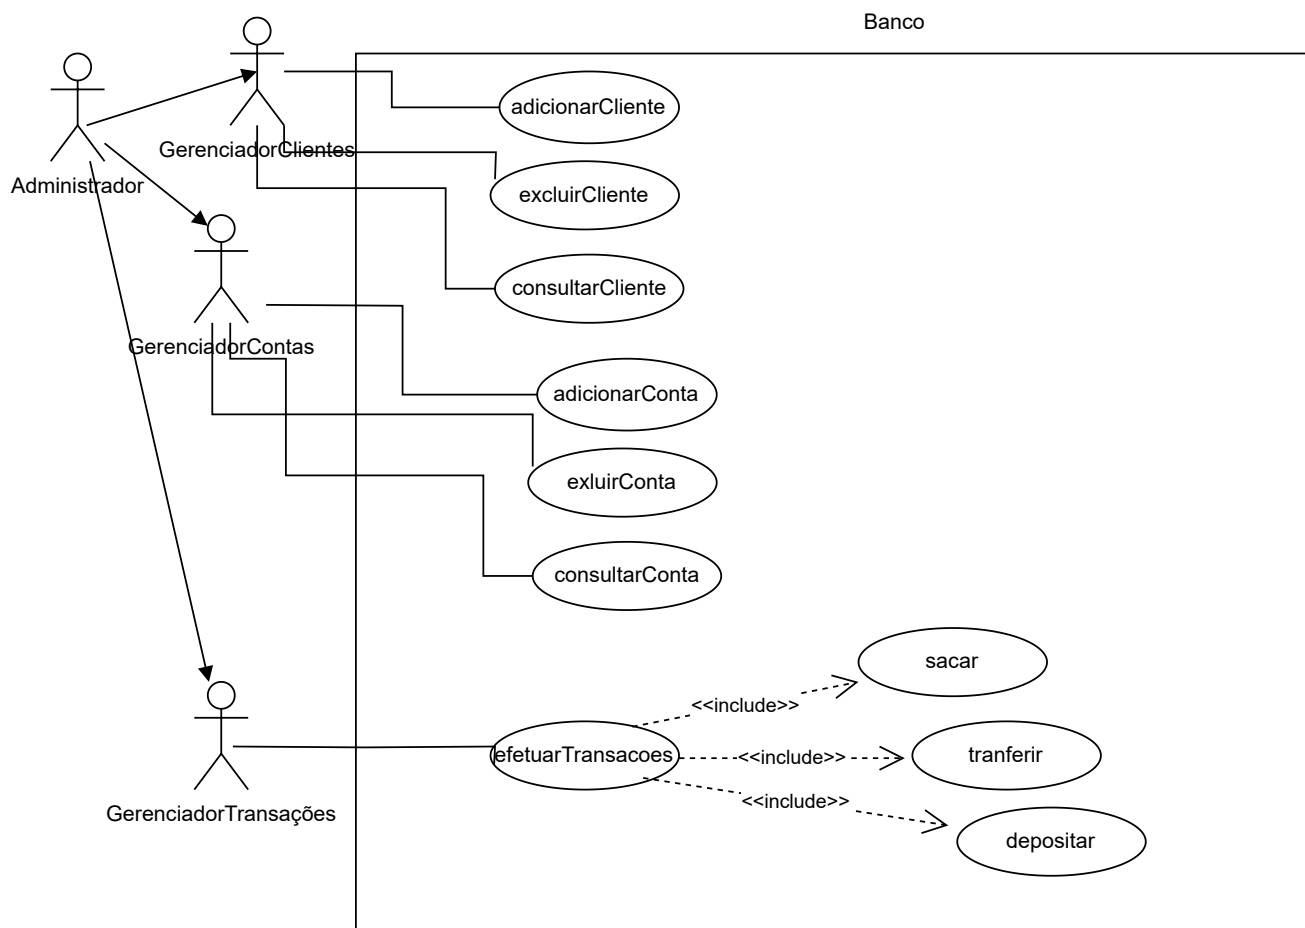 Banco
adicionarCliente
GerenciadorClientes
Administrador
excluirCliente
consultarCliente
GerenciadorContas
adicionarConta
exluirConta
consultarConta
sacar
<<include>>
efetuarTransacoes
<<include>>
tranferir
<<include>>
GerenciadorTransações
depositar